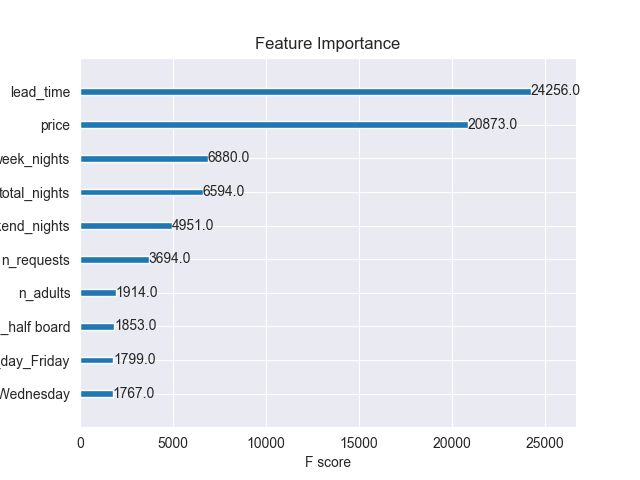 Feature Importance
lead_time 24256.0
price 20873.0
week_nights 6880.0
total_nights 6594.0
kend_nights 4951.0
n_requests 3694.0
n_adults 1914.0
_half board 1853.0
_day_Friday 1799.0
Wednesday 1767.0
0 5000 10000 15000 20000 25000
F score